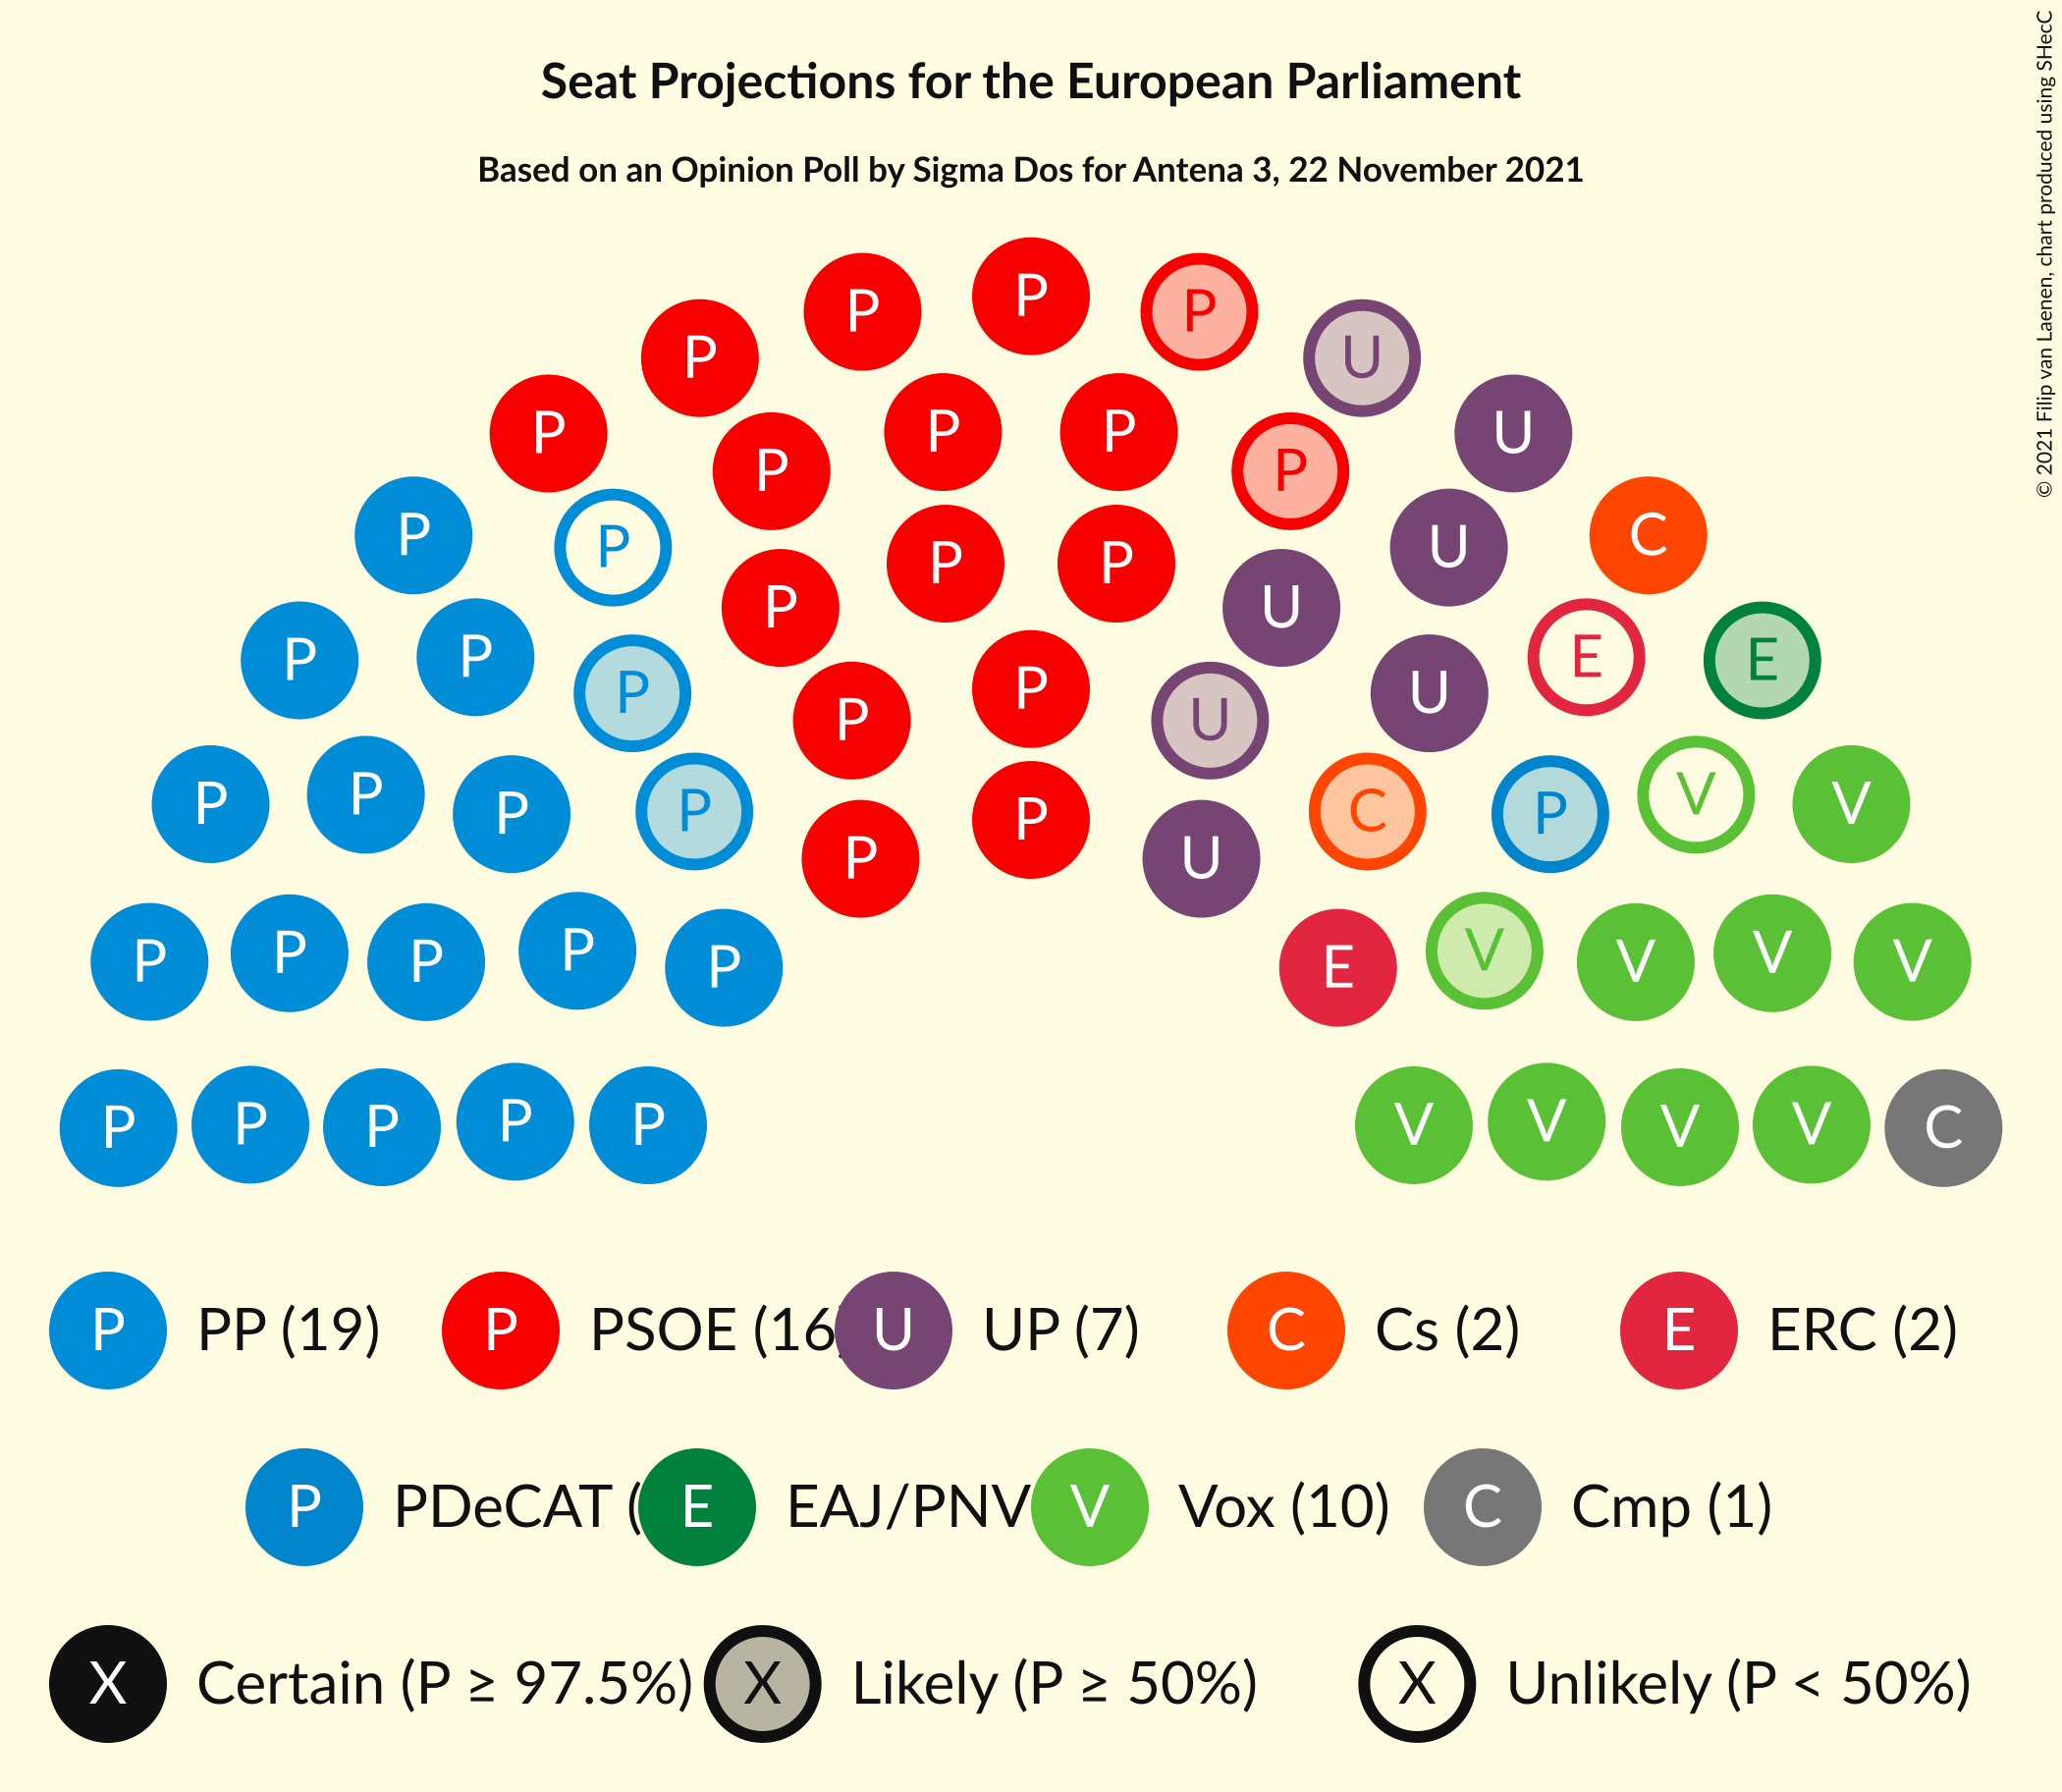 Seat Projections for the European Parliament
Based on an Opinion Poll by Sigma Dos for Antena 3, 22 November 2021
© 2021 Filip van Laenen, chart produced using SHecC
P P P P U
P P P P P U
P P P U C
P P P P U E E
P P P P U U
P P P P P C P V V
P P U
P P P P P E V V V V
P P P P P V V V V C
P PP (19) P PSOE (16 U UP (7) C Cs (2) E ERC (2)
P PDeCAT ( E EAJ/PNV V Vox (10) C Cmp (1)
X Certain (P ≥ 97.5%) X Likely (P ≥ 50%) X Unlikely (P < 50%)